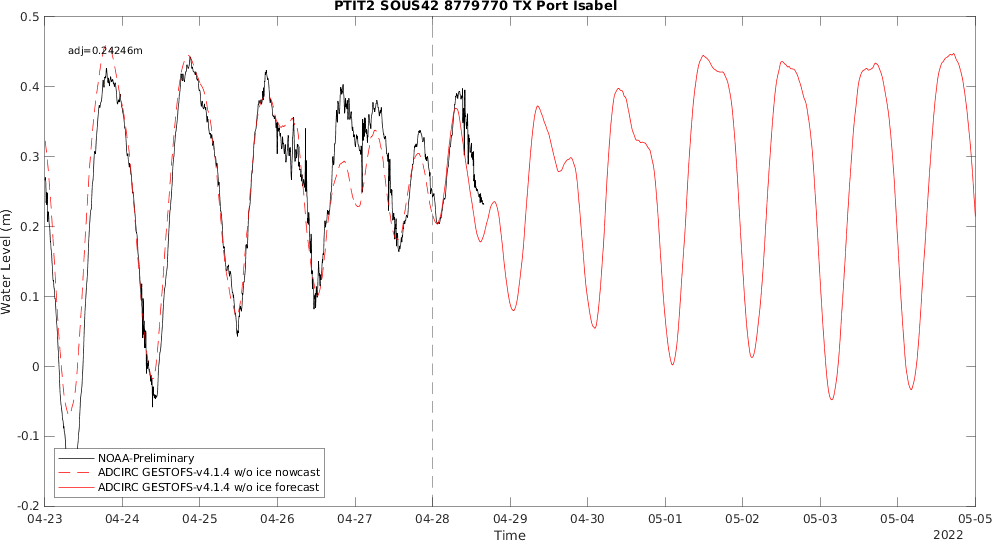 PTIT2 SOUS42 8779770 TX Port Isabel
0.5
adj=0.24246m
0.4
0.3
0.2
0.1
0
-0.1
-0.2
Water Level (m)
NOAA-Preliminary
ADCIRC GESTOFS-v4.1.4 w/o ice nowcast
ADCIRC GESTOFS-v4.1.4 w/o ice forecast
04-23 04-24 04-25 04-26 04-27 04-28 04-29 04-30 05-01 05-02 05-03 05-04 05-05
Time
2022